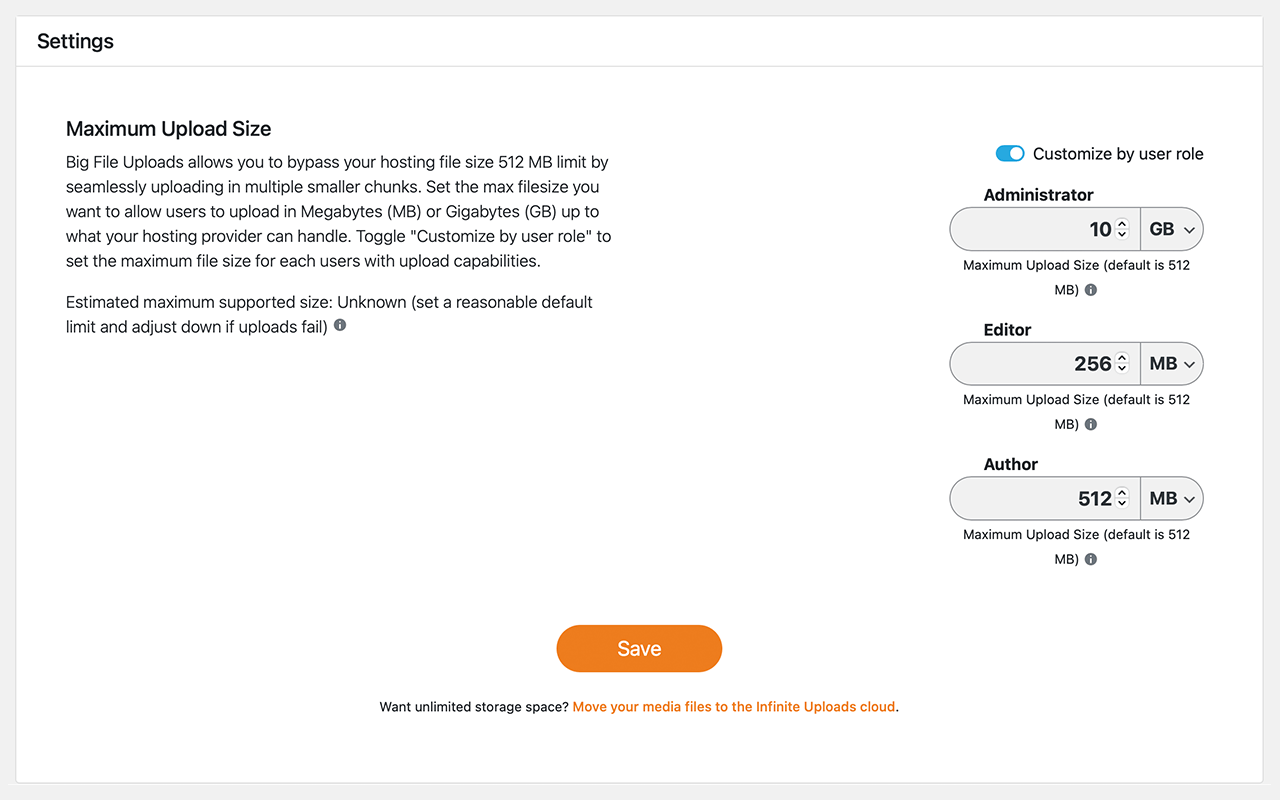 Settings
Maximum Upload Size
Big File Uploads allows you to bypass your hosting file size 512 MB limit by
seamlessly uploading in multiple smaller chunks. Set the max filesize you
want to allow users to upload in Megabytes (MB) or Gigabytes (GB) up to
what your hosting provider can handle. Toggle "Customize by user role" to
set the maximum file size for each users with upload capabilities.
Estimated maximum supported size: Unknown (set a reasonable default
limit and adjust down if uploads fail)
Customize by user role
Administrator
10 GB
Maximum Upload Size (default is 512
MB)
Editor
256 MB
Maximum Upload Size (default is 512
MB)
Author
512 MB
Maximum Upload Size (default is 512
MB)
Save
Want unlimited storage space? Move your media files to the Infinite Uploads cloud.